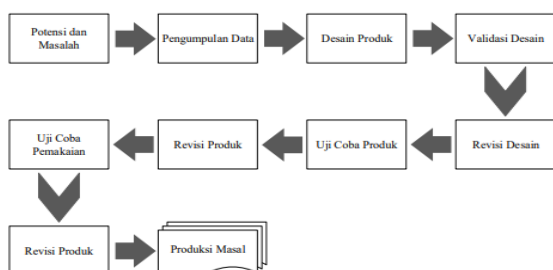 Potensi dan
Masalah
Pengumpulan Data
Desain Produk
Validasi Desain
Revisi Desain
Uji Coba Produk
Revisi Produk
Uji Coba
Pemakaian
Revisi Produk
Produksi Masal